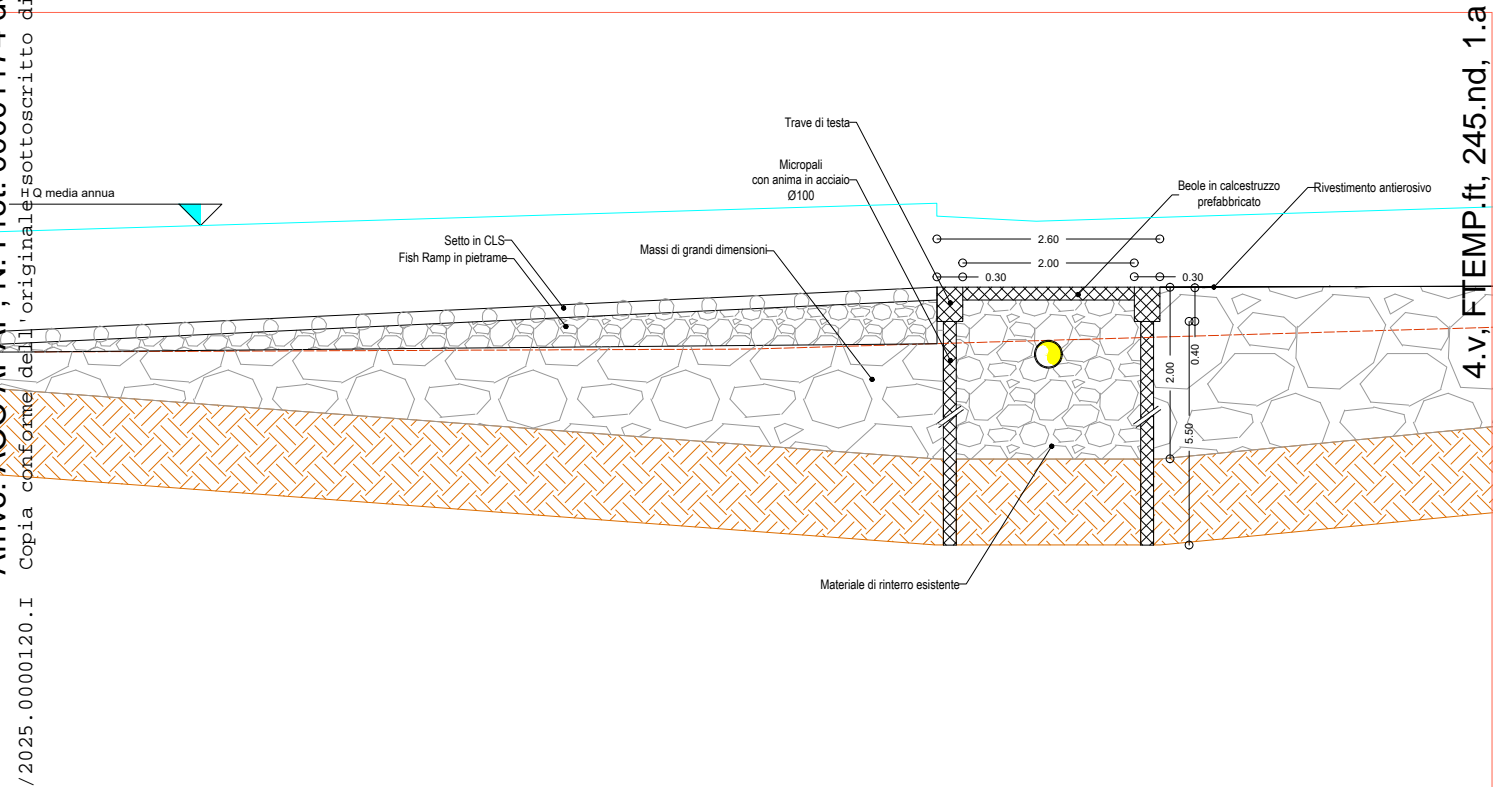 Copia conforme dell'originale sottoscritto di
/2025.0000120.I
4.v, FTEMP.ft, 245.nd, 1.a
Q media annua
Trave di testa
Micropali
con anima in acciaio
Ø100
Setto in CLS
Fish Ramp in pietrame
Massi di grandi dimensioni
Beole in calcestruzzo
prefabbricato
Rivestimento antierosivo
2.60
2.00
0.30
0.30
2.00
0.40
5.50
Materiale di rinterro esistente